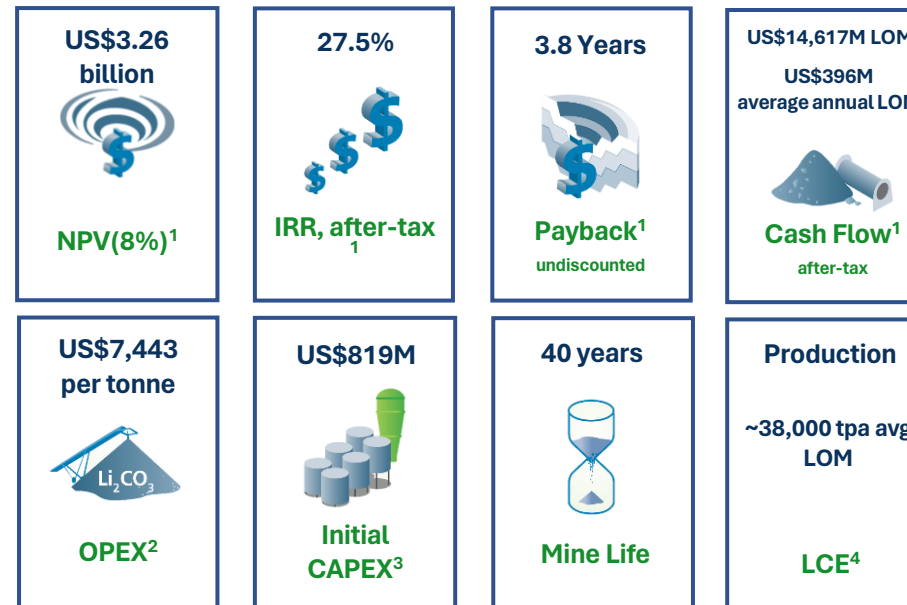 US$3.26
billion
NPV(8%)¹
27.5%
IRR, after-tax
1
3.8 Years
Payback¹
undiscounted
US$14,617M LOM
US$396M
average annual LOM
Cash Flow¹
after-tax
US$7,443
per tonne
Li₂CO₃
OPEX²
US$819M
Initial
CAPEX³
40 years
Mine Life
Production
~38,000 tpa avg
LOM
LCE⁴